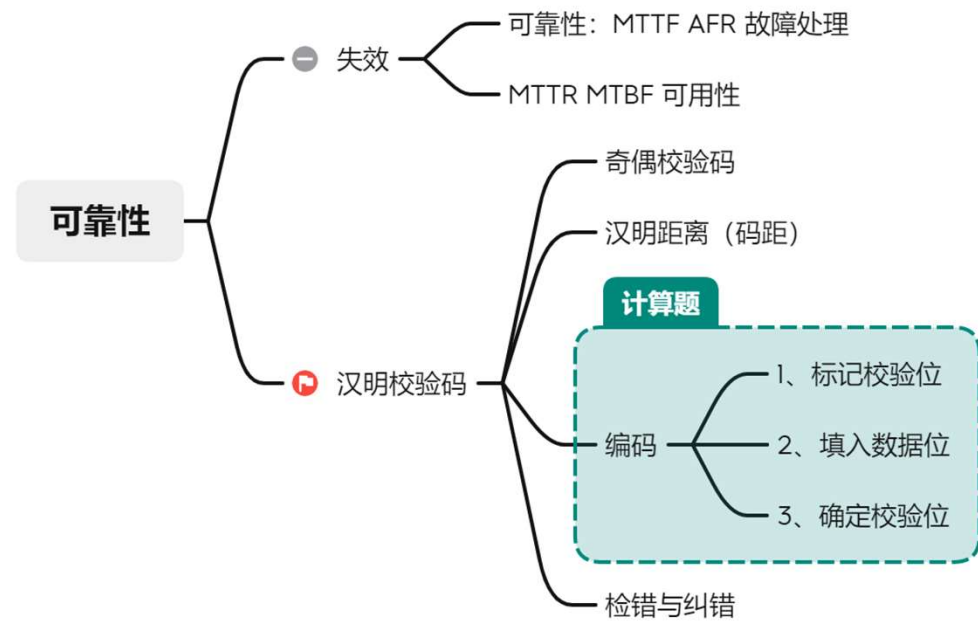 可靠性
失效
可靠性：MTTF AFR 故障处理
MTTR MTBF 可用性
汉明校验码
奇偶校验码
汉明距离（码距）
计算题
编码
1、标记校验位
2、填入数据位
3、确定校验位
检错与纠错